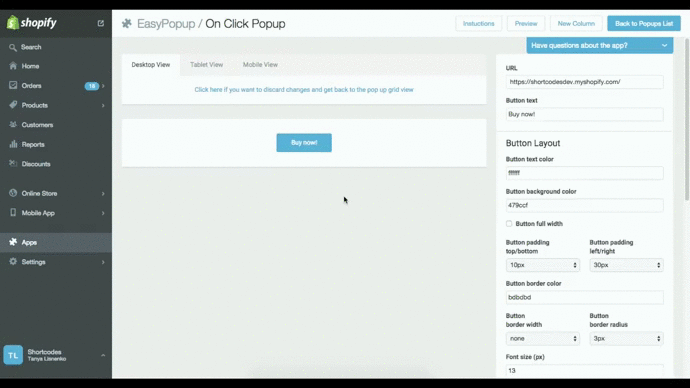 shopify
EasyPopup / On Click Popup
Instuctions
Preview
New Column
Back to Popups List
Have questions about the app?
Search
Home
Orders
18
Products
Customers
Reports
Discounts
Online Store
Mobile App
Apps
Settings
TL
Shortcodes
Tanya Lisnenko
Desktop View
Tablet View
Mobile View
Click here if you want to discard changes and get back to the pop up grid view
Buy now!
URL
https://shortcodesdev.myshopify.com/
Button text
Buy now!
Button Layout
Button text color
ffffff
Button background color
479ccf
Button full width
Button padding
top/bottom
Button padding
left/right
10px
30px
Button border color
bdbdbd
Button
border width
Button
border radius
none
3px
Font size (px)
13